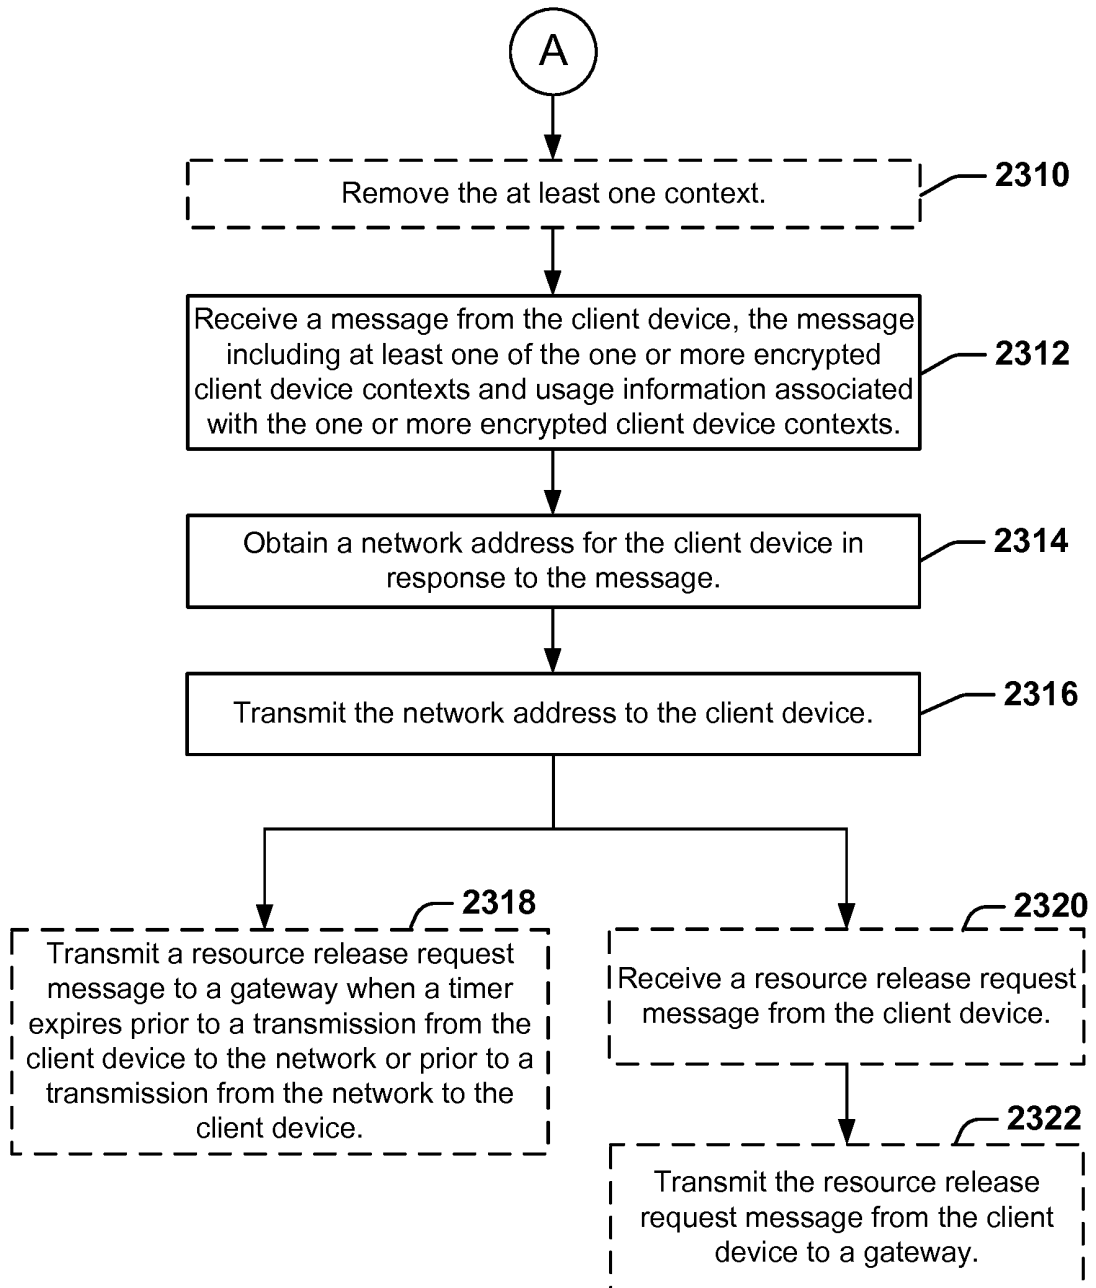 A
Remove the at least one context.
2310
Receive a message from the client device, the message
including at least one of the one or more encrypted
client device contexts and usage information associated
with the one or more encrypted client device contexts.
2312
Obtain a network address for the client device in
response to the message.
2314
Transmit the network address to the client device.
2316
2318
Transmit a resource release request
message to a gateway when a timer
expires prior to a transmission from the
client device to the network or prior to a
transmission from the network to the
client device.
2320
Receive a resource release request
message from the client device.
2322
Transmit the resource release
request message from the client
device to a gateway.